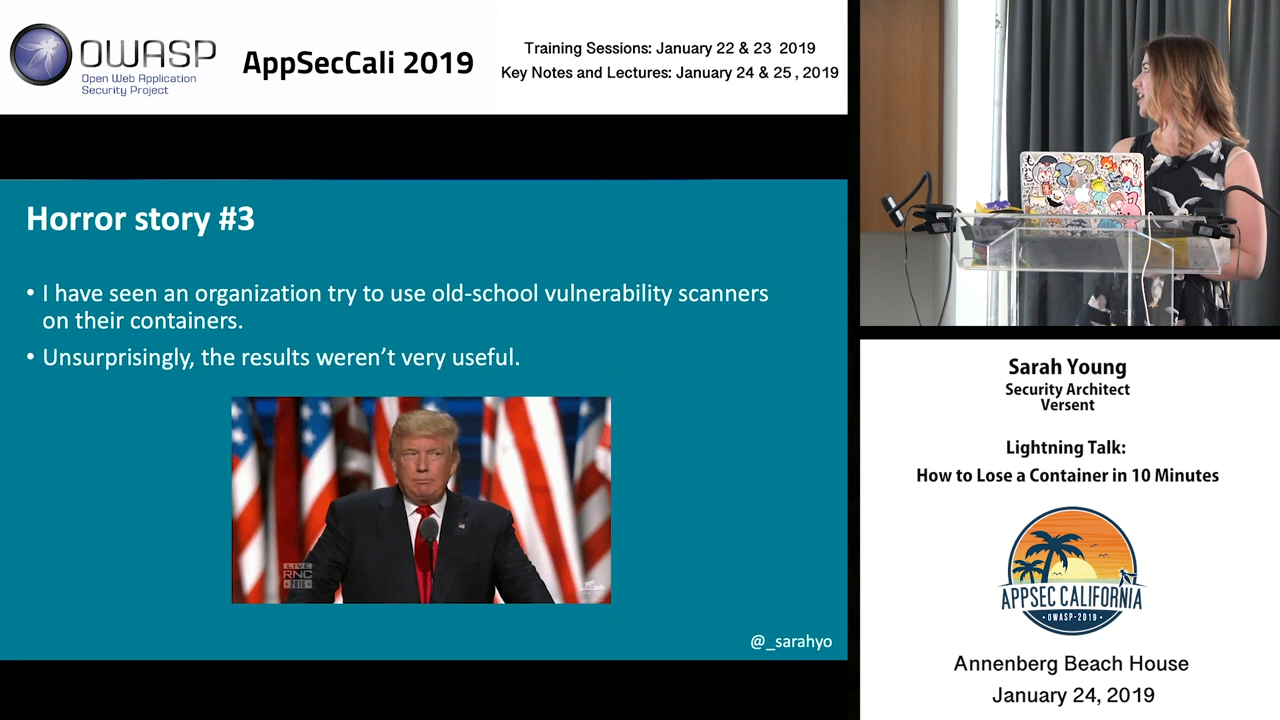 OWASP
Open Web Application
Security Project
AppSecCali 2019
Training Sessions: January 22 & 23 2019
Key Notes and Lectures: January 24 & 25 , 2019
Horror story #3
• I have seen an organization try to use old-school vulnerability scanners
on their containers.
• Unsurprisingly, the results weren't very useful.
LIVE
RNC
2016
@_sarahyo
Sarah Young
Security Architect
Versent
Lightning Talk:
How to Lose a Container in 10 Minutes
APPSEC CALIFORNIA
• OWASP-2019 •
Annenberg Beach House
January 24, 2019